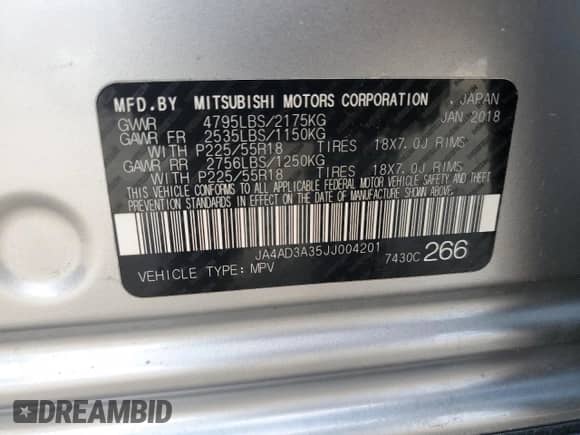 MFD.BY MITSUBISHI MOTORS CORPORATION . JAPAN
GVWR 4795LBS/2175KG JAN 2018
GAWR FR 2535LBS/1150KG
WITH P225/55R18 TIRES 18X7.0J RIMS
GAWR RR 2756LBS/1250KG
WITH P225/55R18 TIRES 18X7.0J RIMS
THIS VEHICLE CONFORMS TO ALL APPLICABLE FEDERAL MOTOR VEHICLE SAFETY AND THEFT
PREVENTION STANDARDS IN EFFECT ON THE DATE OF MANUFACTURE SHOWN ABOVE.
JA4AD3A35JJ004201
7430C 266
VEHICLE TYPE: MPV
DREAMBID